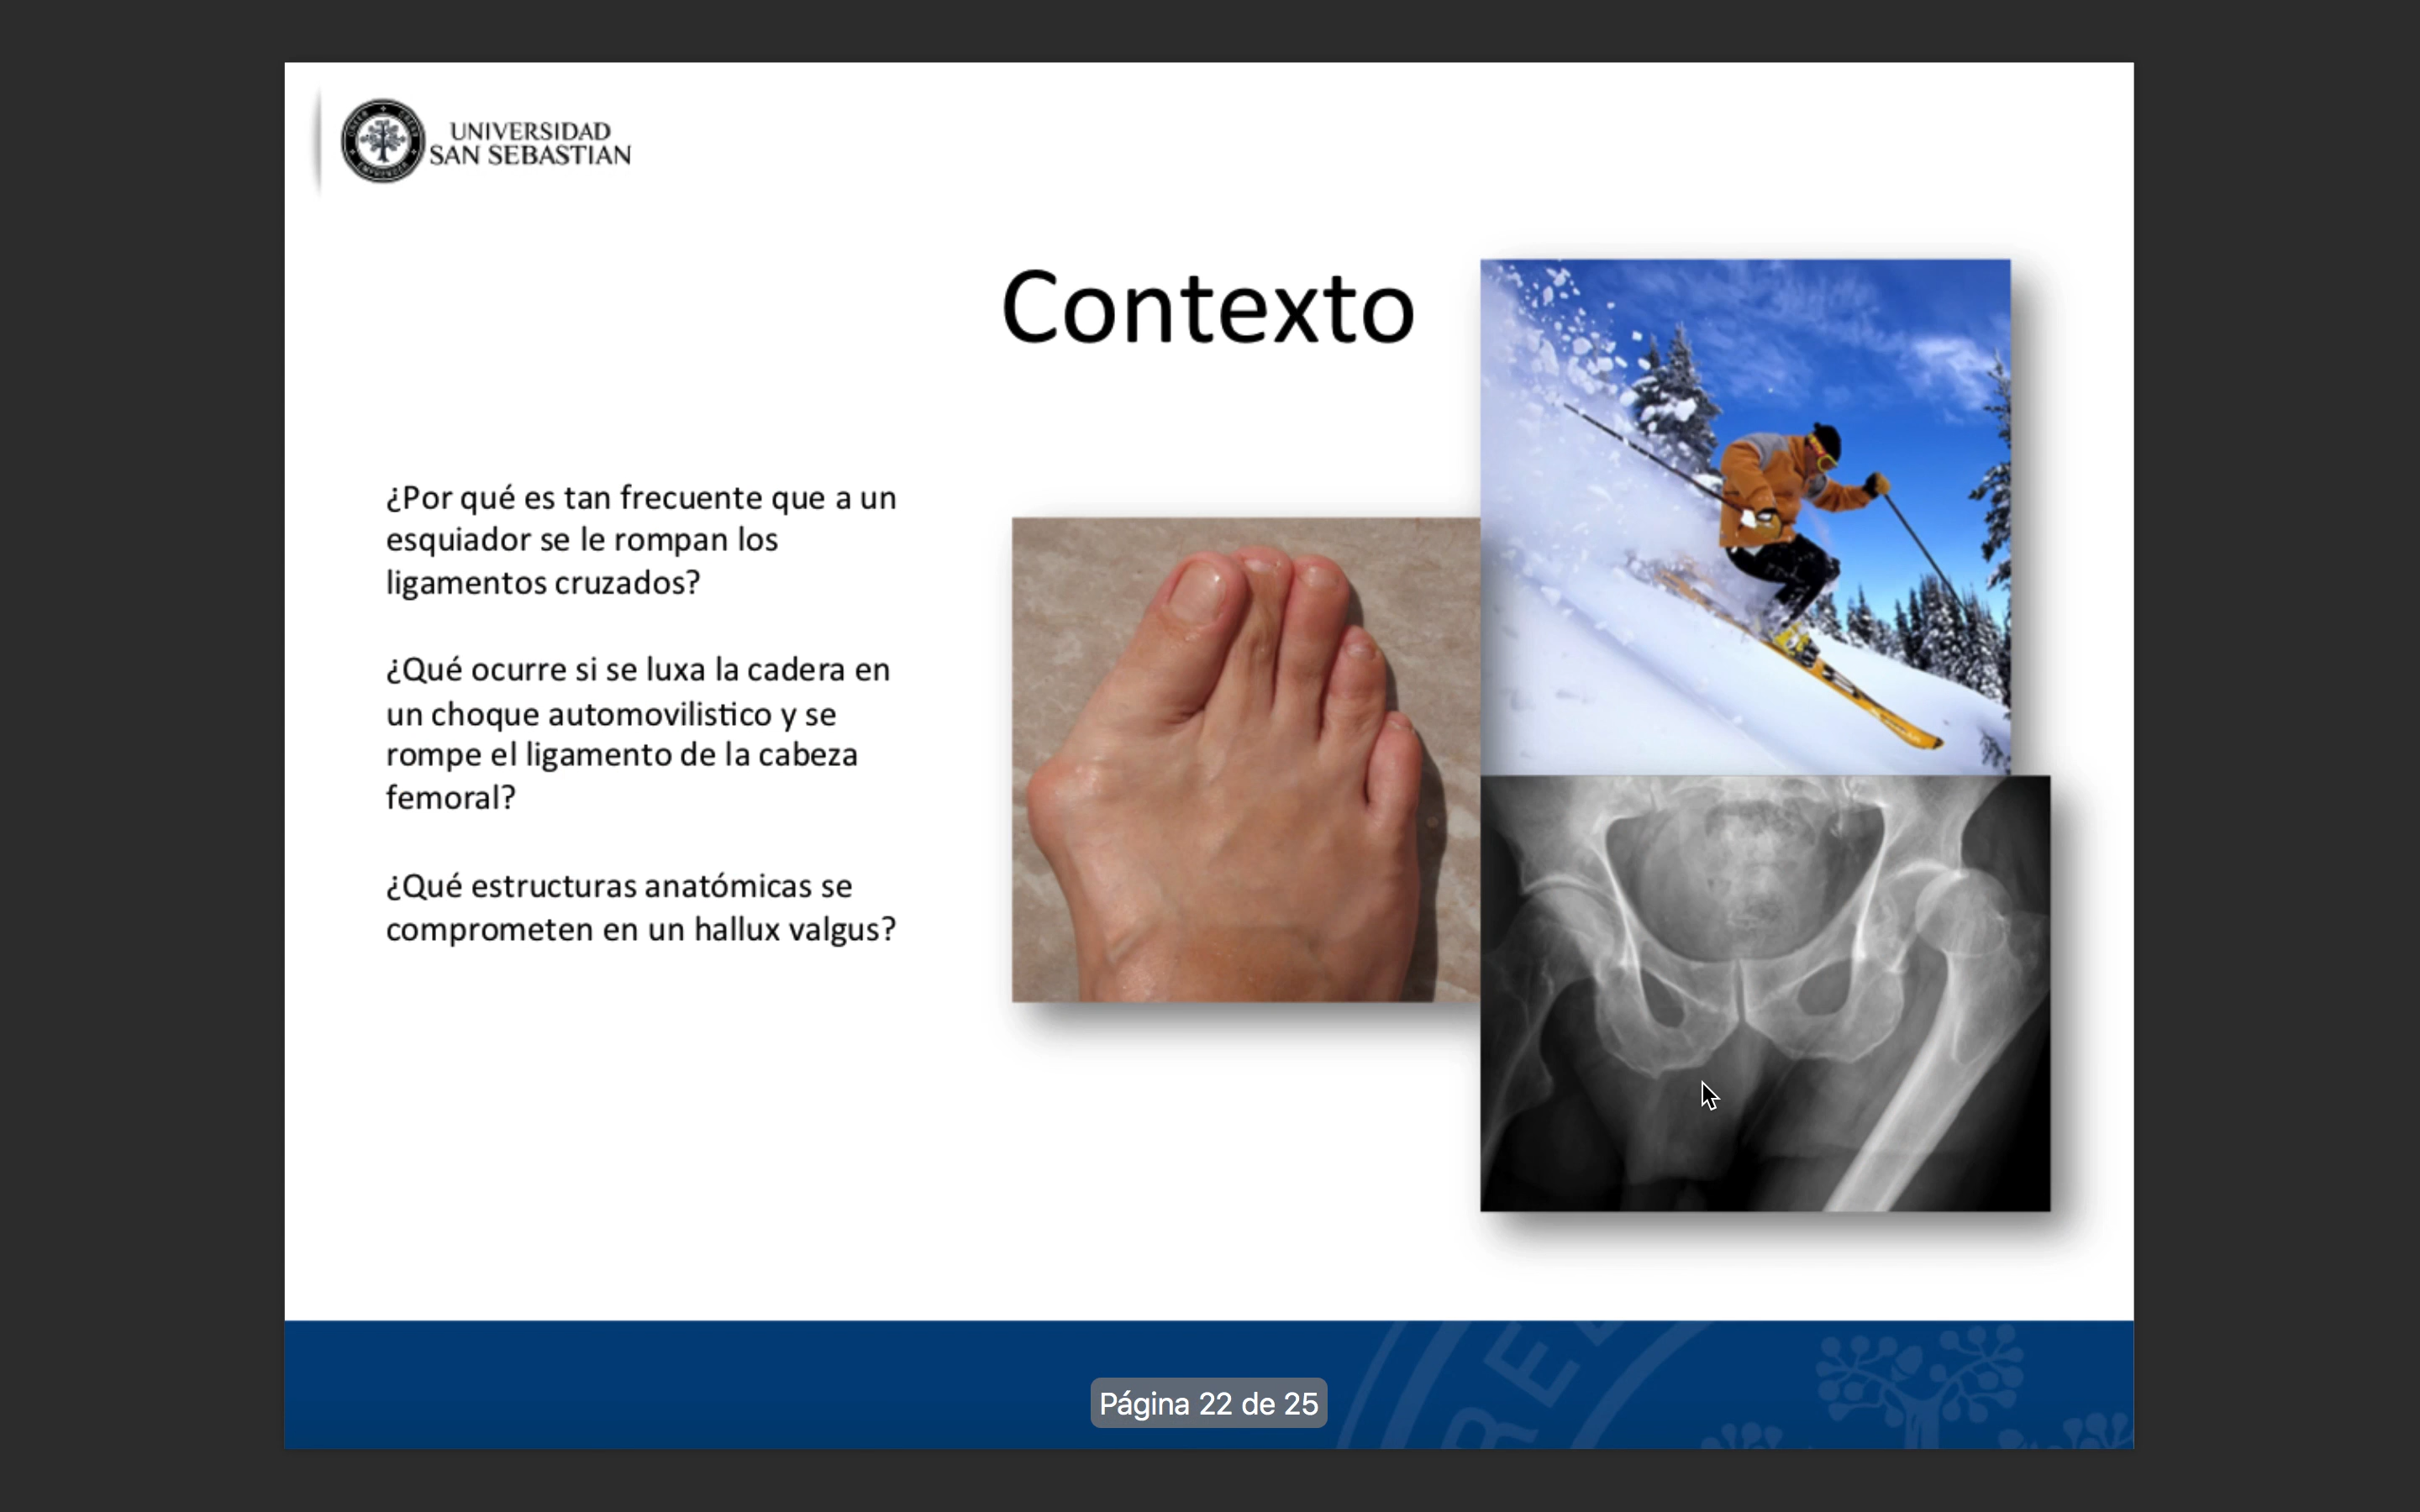 UNIVERSIDAD
SAN SEBASTIAN
Contexto
¿Por qué es tan frecuente que a un
esquiador se le rompan los
ligamentos cruzados?
¿Qué ocurre si se luxa la cadera en
un choque automovilistico y se
rompe el ligamento de la cabeza
femoral?
¿Qué estructuras anatómicas se
comprometen en un hallux valgus?
Página 22 de 25